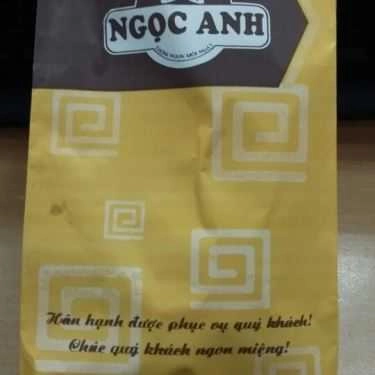 NGỌC ANH
Hân hạnh được phục vụ quý khách!
Chúc quý khách ngon miệng!